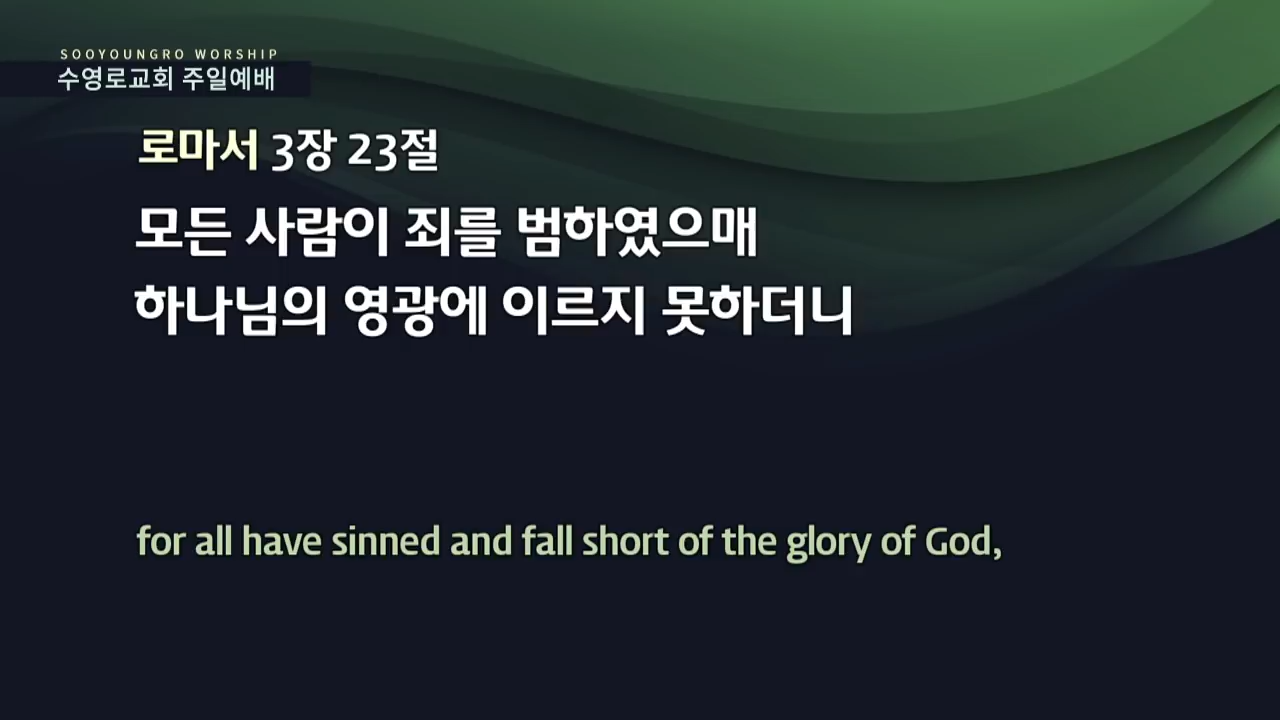 SOOYOUNGRO WORSHIP
수영로교회 주일예배
로마서 3장 23절
모든 사람이 죄를 범하였으매
하나님의 영광에 이르지 못하더니
for all have sinned and fall short of the glory of God,